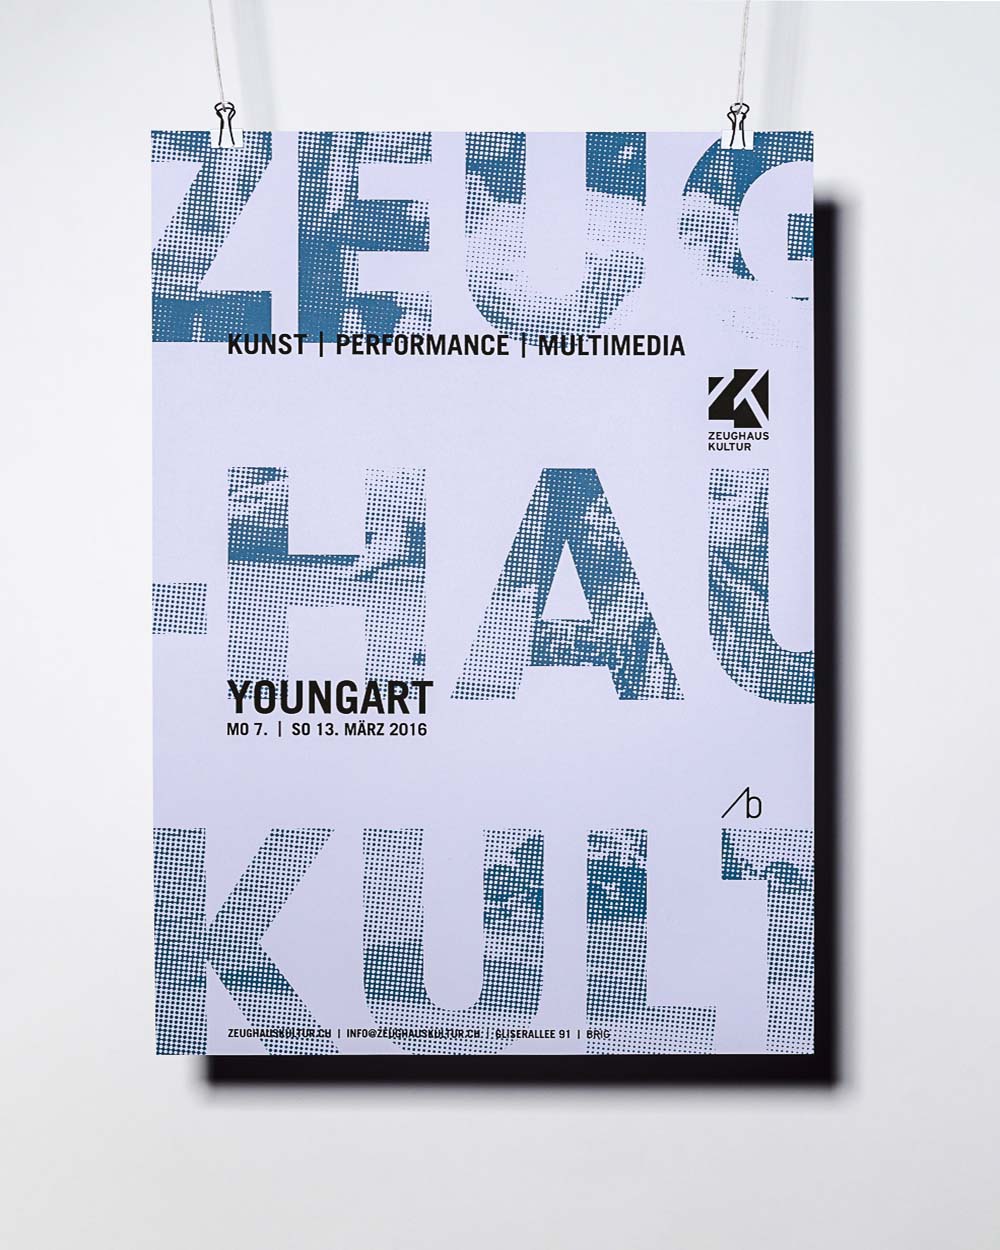 ZEUG
KUNST | PERFORMANCE | MULTIMEDIA
ZK
ZEUGHAUS
KULTUR
-HAU
YOUNGART
MO 7. | SO 13. MÄRZ 2016
/b
KULT
ZEUGHAUSKULTUR.CH | INFO@ZEUGHAUSKULTUR.CH | GLISERALLEE 91 | BRIG